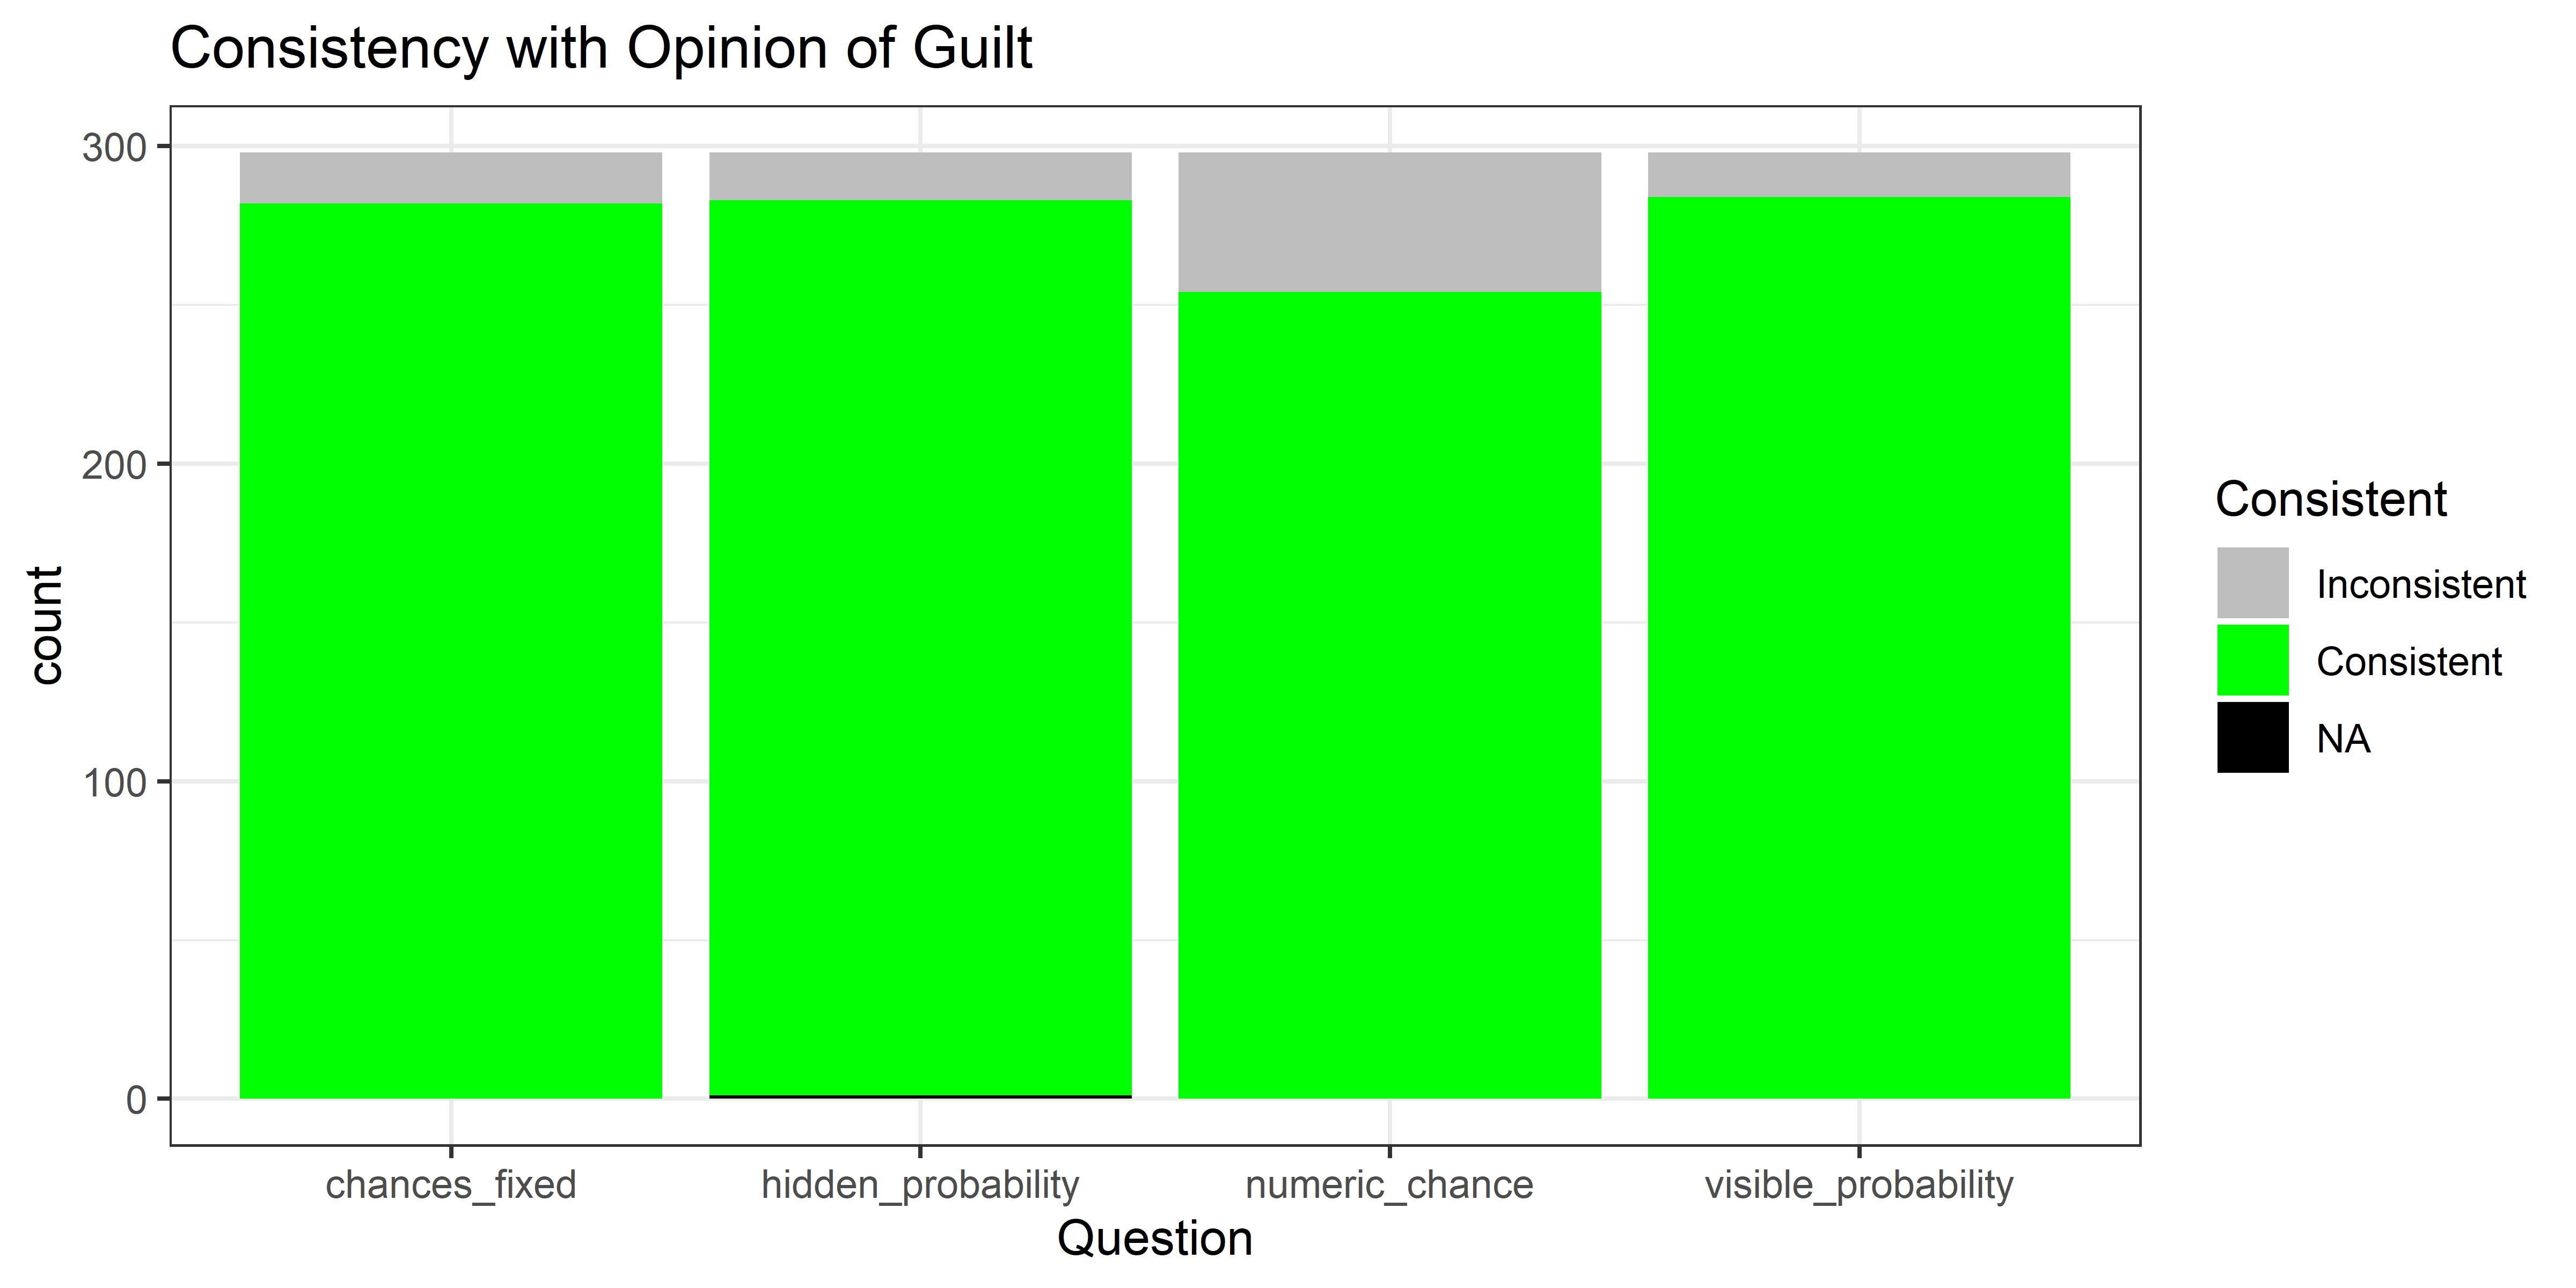 Consistency with Opinion of Guilt
300
200
100
0
count
chances_fixed
hidden_probability
numeric_chance
visible_probability
Question
Consistent
Inconsistent
Consistent
NA